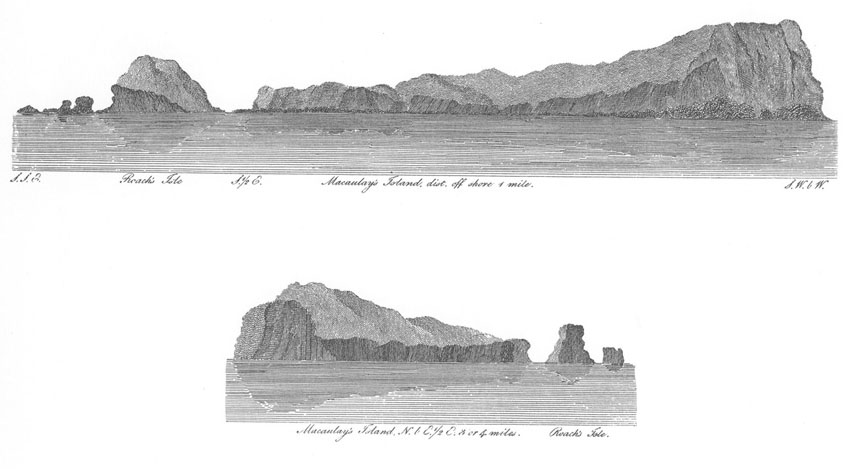 S.S.E. Roach's Isle S.½ E. Macaulay's Island, dist. off shore 1 mile. S.W.b W.
Macaulay's Island, N. b E.½ E. 3 or 4 miles. Roach's Isle.